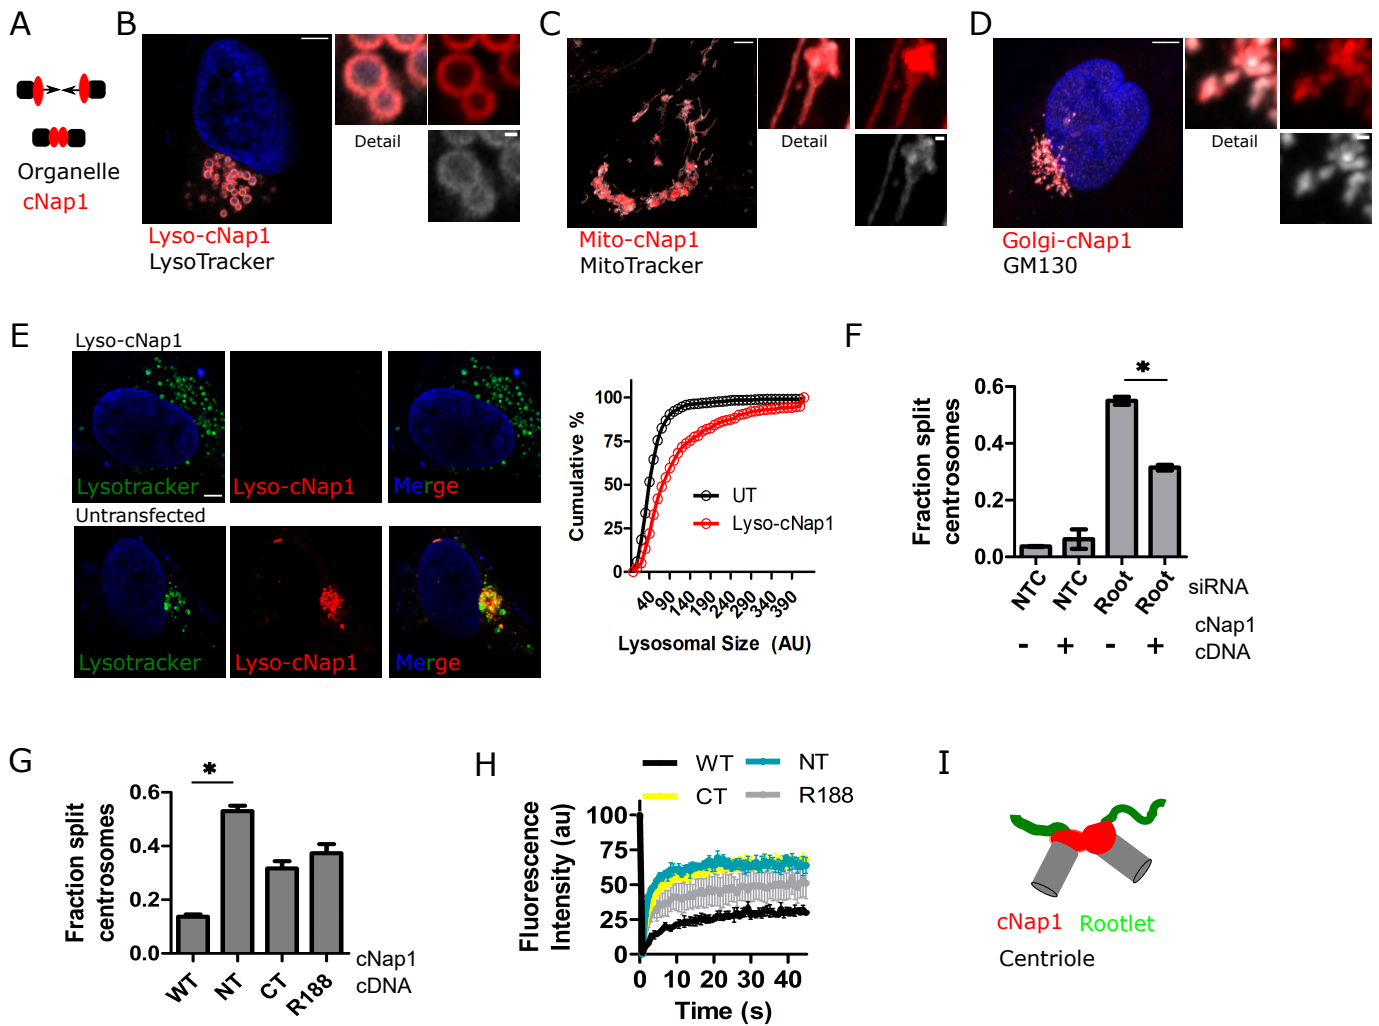 A
B
C
D
Organelle
cNap1
Detail
Lyso-cNap1
LysoTracker
Detail
Mito-cNap1
MitoTracker
Detail
Golgi-cNap1
GM130
E
F
Lyso-cNap1
Lysotracker
Lyso-cNap1
Merge
Untransfected
Lysotracker
Lyso-cNap1
Merge
Cumulative %
100
75
50
25
0
UT
Lyso-cNap1
40 90 140 190 240 290 340 390
Lysosomal Size (AU)
Fraction split
centrosomes
0.6
0.4
0.2
0.0
*
NTC NTC Root Root siRNA
- + - + cNap1
cDNA
G
H
I
Fraction split
centrosomes
0.6
0.4
0.2
0.0
*
WT NT CT R188
cNap1
cDNA
WT NT
CT R188
Fluorescence
Intensity (au)
100
75
50
25
0
0 10 20 30 40
Time (s)
cNap1 Rootlet
Centriole